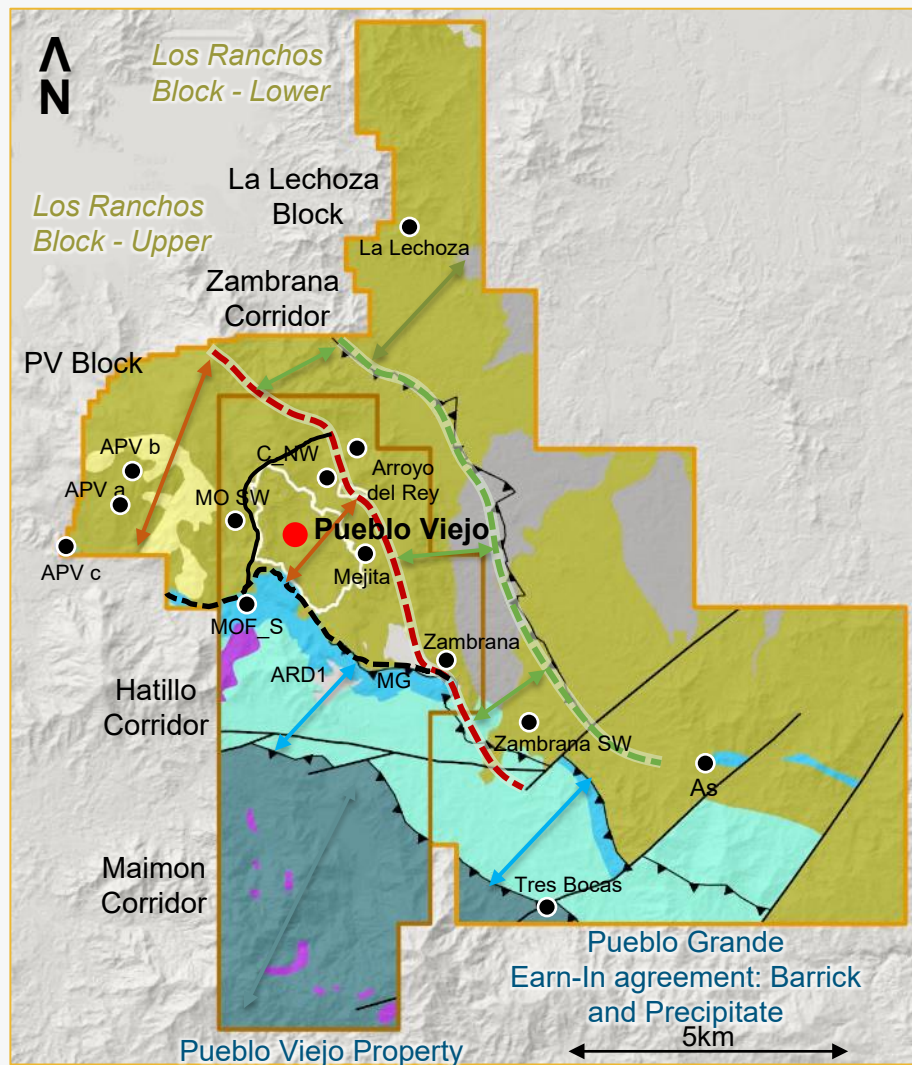 Λ
N
Los Ranchos
Block - Lower
La Lechoza
Block
Los Ranchos
Block - Upper
La Lechoza
Zambrana
Corridor
PV Block
APV b
C_NW
Arroyo
del Rey
APV a
MO SW
Pueblo Viejo
APV c
Mejita
MOF_S
Zambrana
ARD1
MG
Hatillo
Corridor
Zambrana SW
As
Maimon
Corridor
Tres Bocas
Pueblo Grande
Earn-In agreement: Barrick
and Precipitate
5km
Pueblo Viejo Property